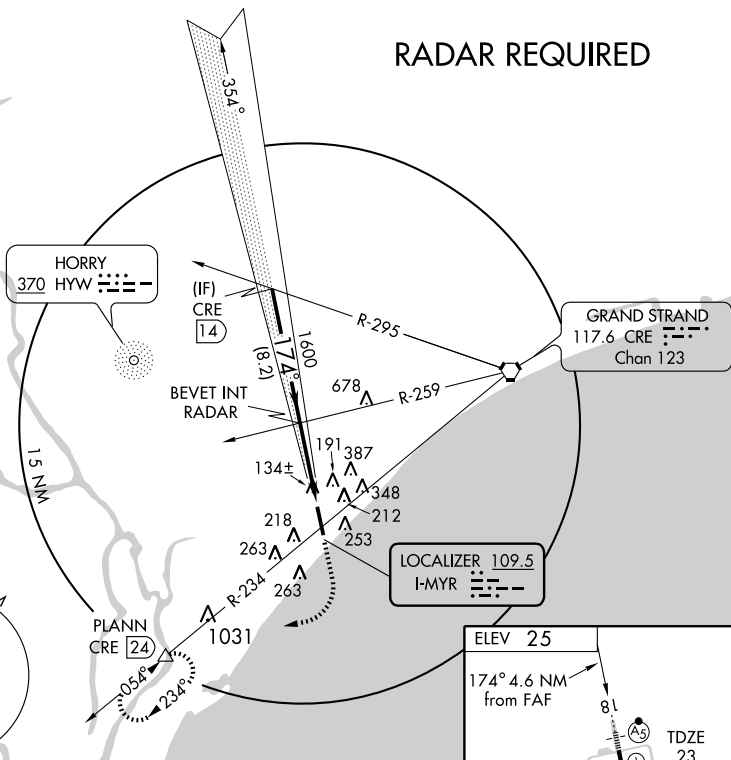 RADAR REQUIRED
354°
HORRY
370 HYW
(IF)
CRE
14
R-295
GRAND STRAND
117.6 CRE
Chan 123
1600
174°
(8.2)
BEVET INT
RADAR
678
R-259
15 NM
134±
191
387
348
212
218
253
263
263
LOCALIZER 109.5
I-MYR
R-234
1031
PLANN
CRE 24
054°
234°
ELEV 25
174° 4.6 NM
from FAF
18
A5
TDZE
23